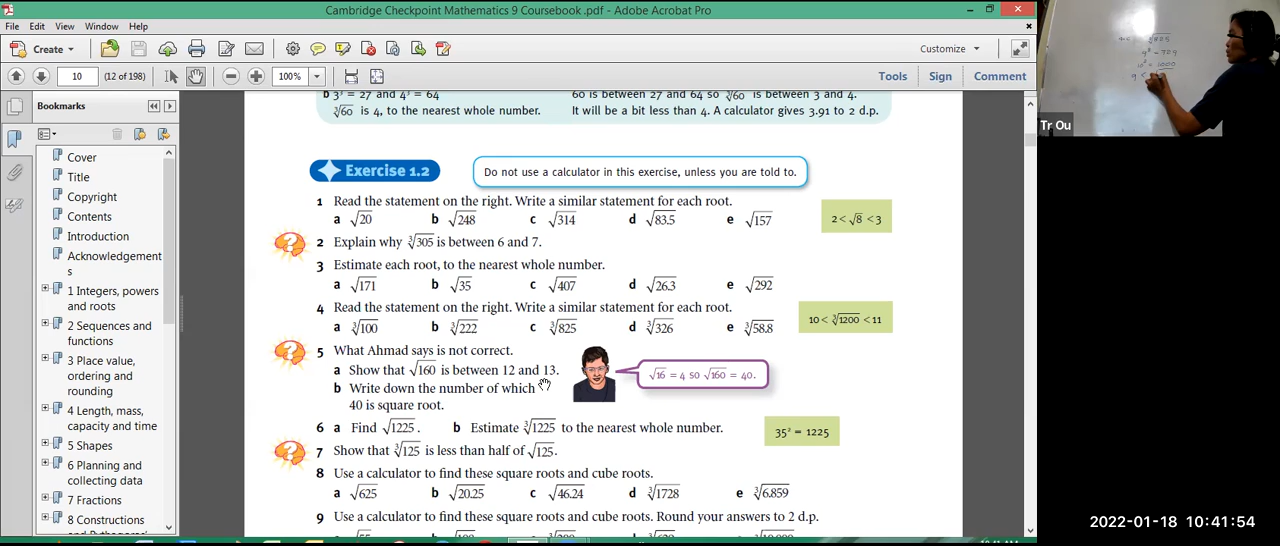 Cambridge Checkpoint Mathematics 9 Coursebook .pdf - Adobe Acrobat Pro
File Edit View Window Help
Create Customize
10 (12 of 198) 100% Tools Sign Comment
Bookmarks
Cover
Title
Copyright
Contents
Introduction
Acknowledgement
s
1 Integers, powers
and roots
2 Sequences and
functions
3 Place value,
ordering and
rounding
4 Length, mass,
capacity and time
5 Shapes
6 Planning and
collecting data
7 Fractions
8 Constructions
b 3³ = 27 and 4³ = 64 60 is between 27 and 64 so ∛60 is between 3 and 4.
∛60 is 4, to the nearest whole number. It will be a bit less than 4. A calculator gives 3.91 to 2 d.p.
Exercise 1.2 Do not use a calculator in this exercise, unless you are told to.
1 Read the statement on the right. Write a similar statement for each root.
a √20 b √248 c √314 d √83.5 e √157 2 < √8 < 3
2 Explain why ∛305 is between 6 and 7.
3 Estimate each root, to the nearest whole number.
a √171 b √35 c √407 d √26.3 e √292
4 Read the statement on the right. Write a similar statement for each root.
a ∛100 b ∛222 c ∛825 d ∛326 e ∛58.8 10 < ∛1200 < 11
5 What Ahmad says is not correct.
a Show that √160 is between 12 and 13. √16 = 4 so √160 = 40.
b Write down the number of which
40 is square root.
6 a Find √1225. b Estimate ∛1225 to the nearest whole number. 35² = 1225
7 Show that ∛125 is less than half of √125.
8 Use a calculator to find these square roots and cube roots.
a √625 b √20.25 c √46.24 d ∛1728 e ∛6.859
9 Use a calculator to find these square roots and cube roots. Round your answers to 2 d.p.
Tr Ou
1000
2022-01-18 10:41:54